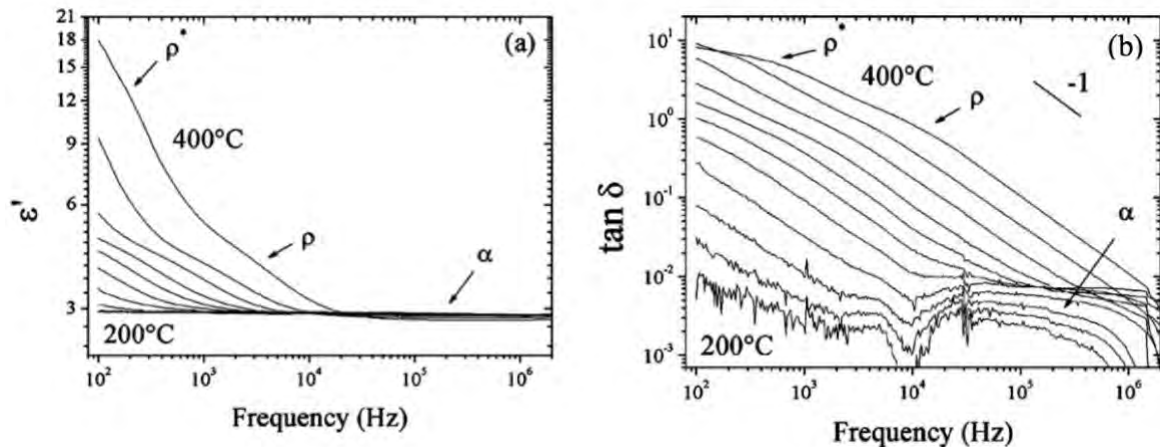 (a)
21
18
15
12
9
6
3
ε'
ρ*
400°C
ρ
α
200°C
10² 10³ 10⁴ 10⁵ 10⁶
Frequency (Hz)
(b)
10¹
10⁰
10⁻¹
10⁻²
10⁻³
tan δ
ρ*
400°C
-1
ρ
α
200°C
10² 10³ 10⁴ 10⁵ 10⁶
Frequency (Hz)